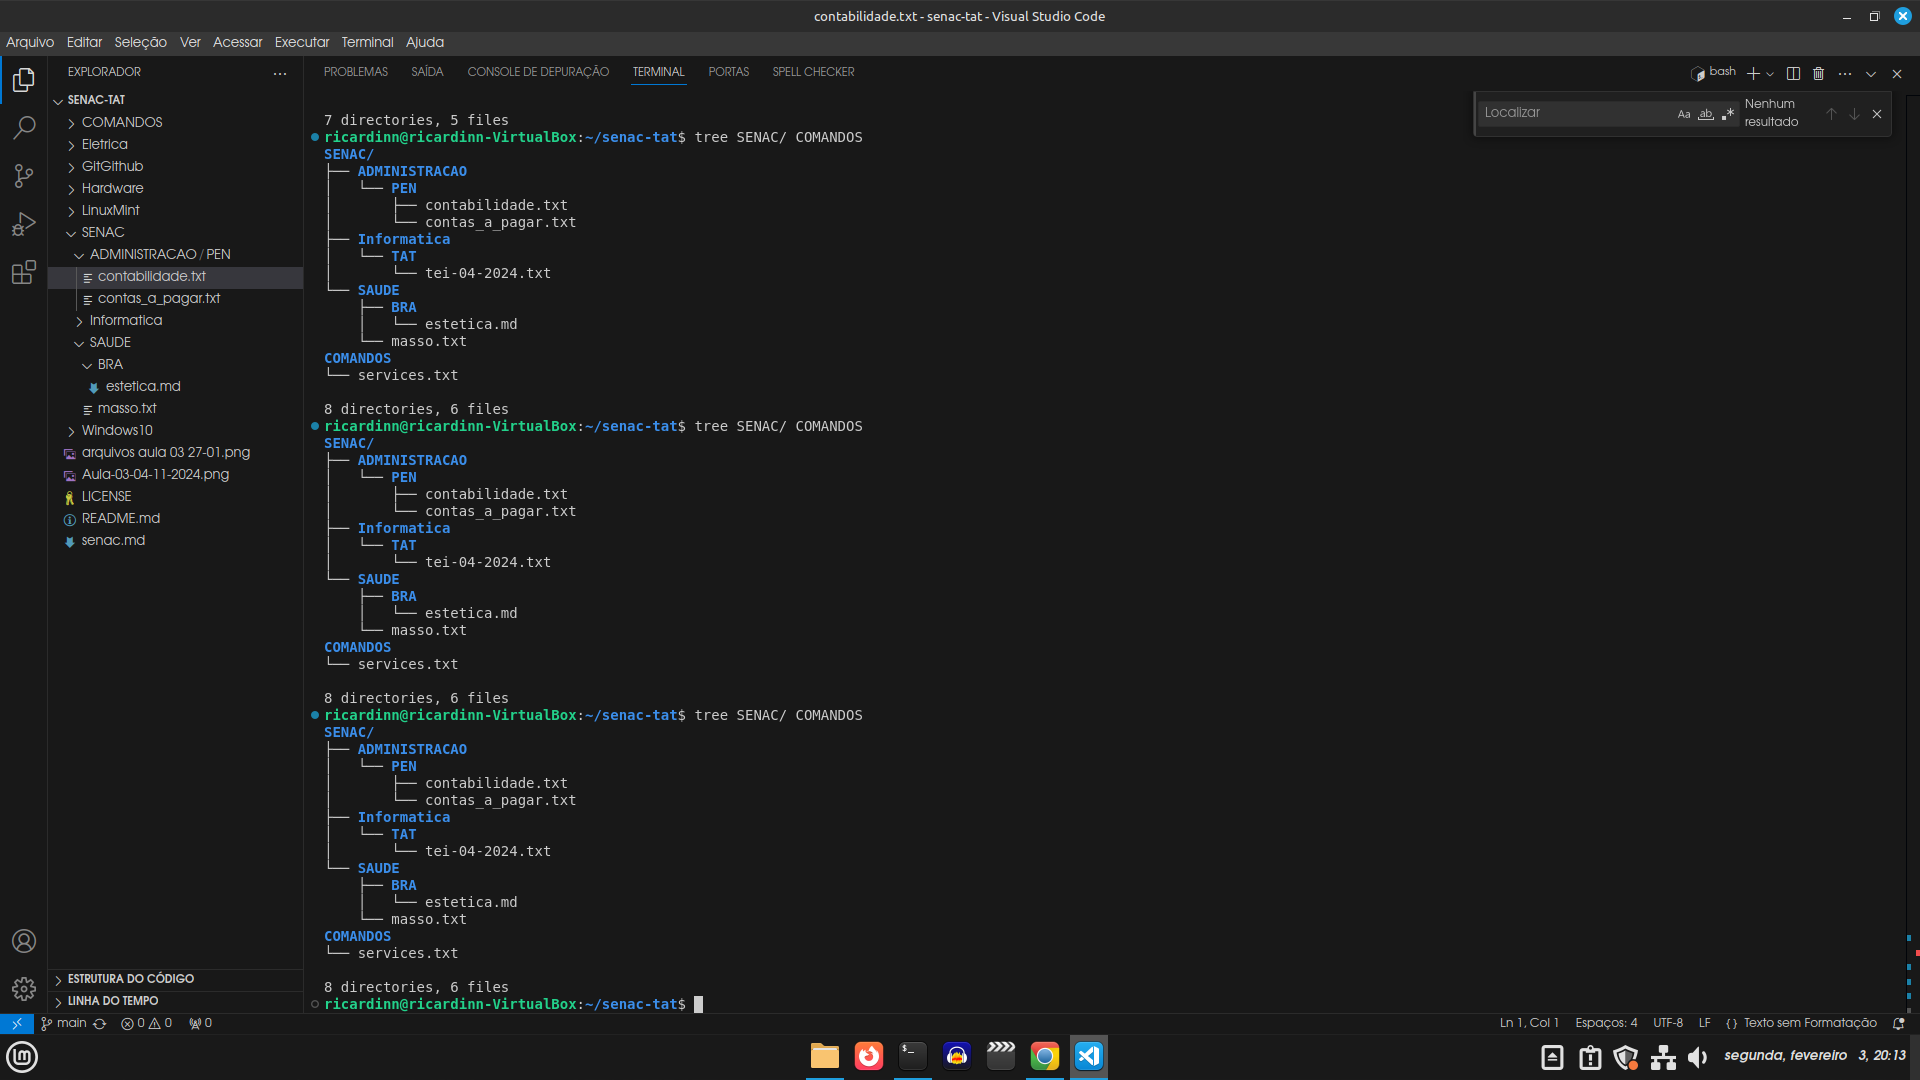 contabilidade.txt - senac-tat - Visual Studio Code
Arquivo Editar Seleção Ver Acessar Executar Terminal Ajuda
EXPLORADOR
SENAC-TAT
COMANDOS
Eletrica
GitGithub
Hardware
LinuxMint
SENAC
ADMINISTRACAO / PEN
contabilidade.txt
contas_a_pagar.txt
Informatica
SAUDE
BRA
estetica.md
masso.txt
Windows10
arquivos aula 03 27-01.png
Aula-03-04-11-2024.png
LICENSE
README.md
senac.md
ESTRUTURA DO CÓDIGO
LINHA DO TEMPO
PROBLEMAS SAÍDA CONSOLE DE DEPURAÇÃO TERMINAL PORTAS SPELL CHECKER
bash
Localizar
Aa ab .*
Nenhum
resultado
7 directories, 5 files
ricardinn@ricardinn-VirtualBox:~/senac-tat$ tree SENAC/ COMANDOS
SENAC/
├── ADMINISTRACAO
│   └── PEN
│       ├── contabilidade.txt
│       └── contas_a_pagar.txt
├── Informatica
│   └── TAT
│       └── tei-04-2024.txt
└── SAUDE
    ├── BRA
    │   └── estetica.md
    └── masso.txt
COMANDOS
└── services.txt
8 directories, 6 files
ricardinn@ricardinn-VirtualBox:~/senac-tat$ tree SENAC/ COMANDOS
SENAC/
├── ADMINISTRACAO
│   └── PEN
│       ├── contabilidade.txt
│       └── contas_a_pagar.txt
├── Informatica
│   └── TAT
│       └── tei-04-2024.txt
└── SAUDE
    ├── BRA
    │   └── estetica.md
    └── masso.txt
COMANDOS
└── services.txt
8 directories, 6 files
ricardinn@ricardinn-VirtualBox:~/senac-tat$ tree SENAC/ COMANDOS
SENAC/
├── ADMINISTRACAO
│   └── PEN
│       ├── contabilidade.txt
│       └── contas_a_pagar.txt
├── Informatica
│   └── TAT
│       └── tei-04-2024.txt
└── SAUDE
    ├── BRA
    │   └── estetica.md
    └── masso.txt
COMANDOS
└── services.txt
8 directories, 6 files
ricardinn@ricardinn-VirtualBox:~/senac-tat$
main 0 0 0
Ln 1, Col 1 Espaços: 4 UTF-8 LF {} Texto sem Formatação
segunda, fevereiro 3, 20:13